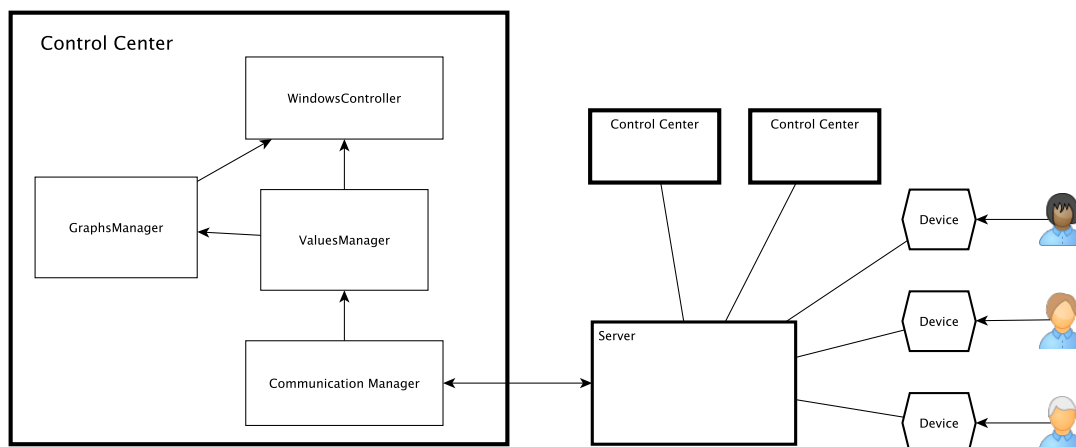 Control Center
WindowsController
GraphsManager
ValuesManager
Communication Manager
Control Center
Control Center
Server
Device
Device
Device